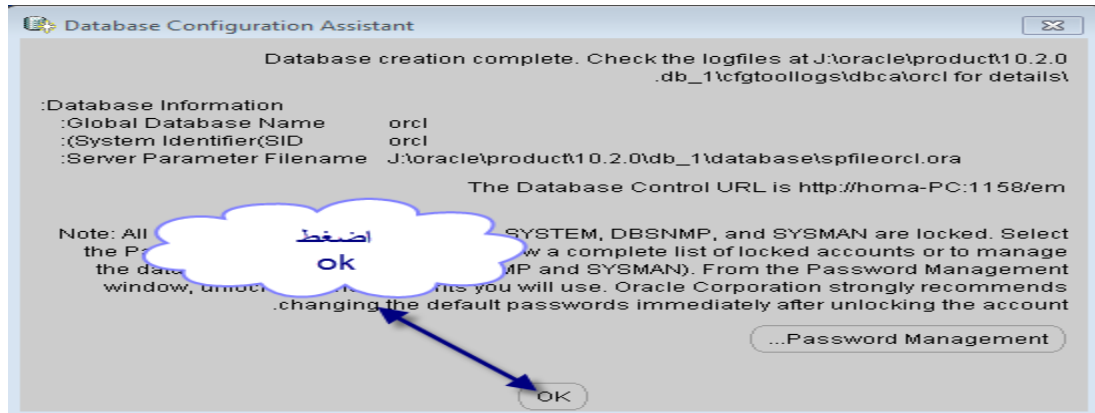 Database Configuration Assistant
Database creation complete. Check the logfiles at J:\oracle\product\10.2.0
.db_1\cfgtoollogs\dbca\orcl for details\
:Database Information
:Global Database Name orcl
:(System Identifier(SID orcl
:Server Parameter Filename J:\oracle\product\10.2.0\db_1\database\spfileorcl.ora
The Database Control URL is http://homa-PC:1158/em
Note: All SYSTEM, DBSNMP, and SYSMAN are locked. Select
the a complete list of locked accounts or to manage
the and SYSMAN). From the Password Management
window, you will use. Oracle Corporation strongly recommends
.changing the default passwords immediately after unlocking the account
اضغط
ok
...Password Management
OK